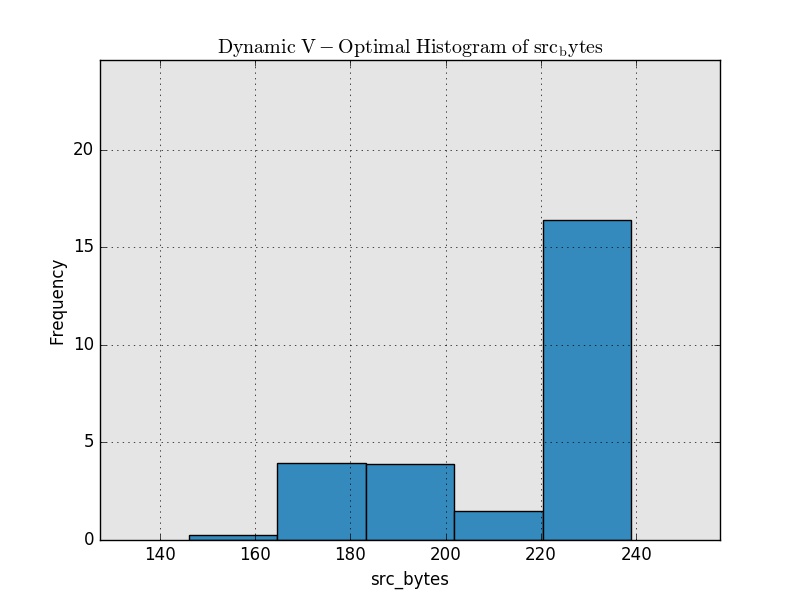 Dynamic V − Optimal Histogram of src_bytes
20
15
10
5
0
Frequency
140 160 180 200 220 240
src_bytes